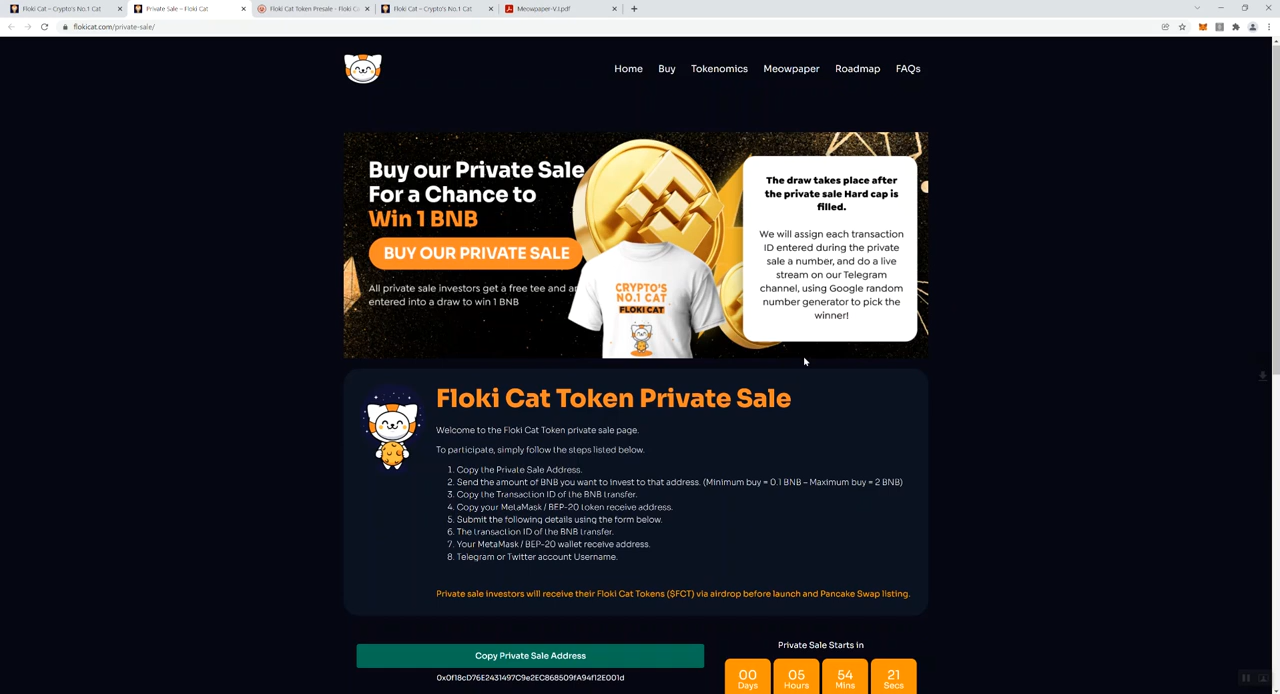 Floki Cat – Crypto's No.1 Cat
Private Sale – Floki Cat
Floki Cat Token Presale - Floki Ca
Floki Cat – Crypto's No.1 Cat
Meowpaper-V.1.pdf
flokicat.com/private-sale/
Home
Buy
Tokenomics
Meowpaper
Roadmap
FAQs
Buy our Private Sale
For a Chance to
Win 1 BNB
BUY OUR PRIVATE SALE
All private sale investors get a free tee and ar
entered into a draw to win 1 BNB
CRYPTO'S
NO.1 CAT
FLOKI CAT
The draw takes place after
the private sale Hard cap is
filled.
We will assign each transaction
ID entered during the private
sale a number, and do a live
stream on our Telegram
channel, using Google random
number generator to pick the
winner!
Floki Cat Token Private Sale
Welcome to the Floki Cat Token private sale page.
To participate, simply follow the steps listed below.
1. Copy the Private Sale Address.
2. Send the amount of BNB you want to invest to that address. (Minimum buy = 0.1 BNB – Maximum buy = 2 BNB)
3. Copy the Transaction ID of the BNB transfer.
4. Copy your MetaMask / BEP-20 token receive address.
5. Submit the following details using the form below.
6. The transaction ID of the BNB transfer.
7. Your MetaMask / BEP-20 wallet receive address.
8. Telegram or Twitter account Username.
Private sale investors will receive their Floki Cat Tokens ($FCT) via airdrop before launch and Pancake Swap listing.
Copy Private Sale Address
0x0f18cD76E2431497C9e2EC868509fA94f12E001d
Private Sale Starts in
00
Days
05
Hours
54
Mins
21
Secs